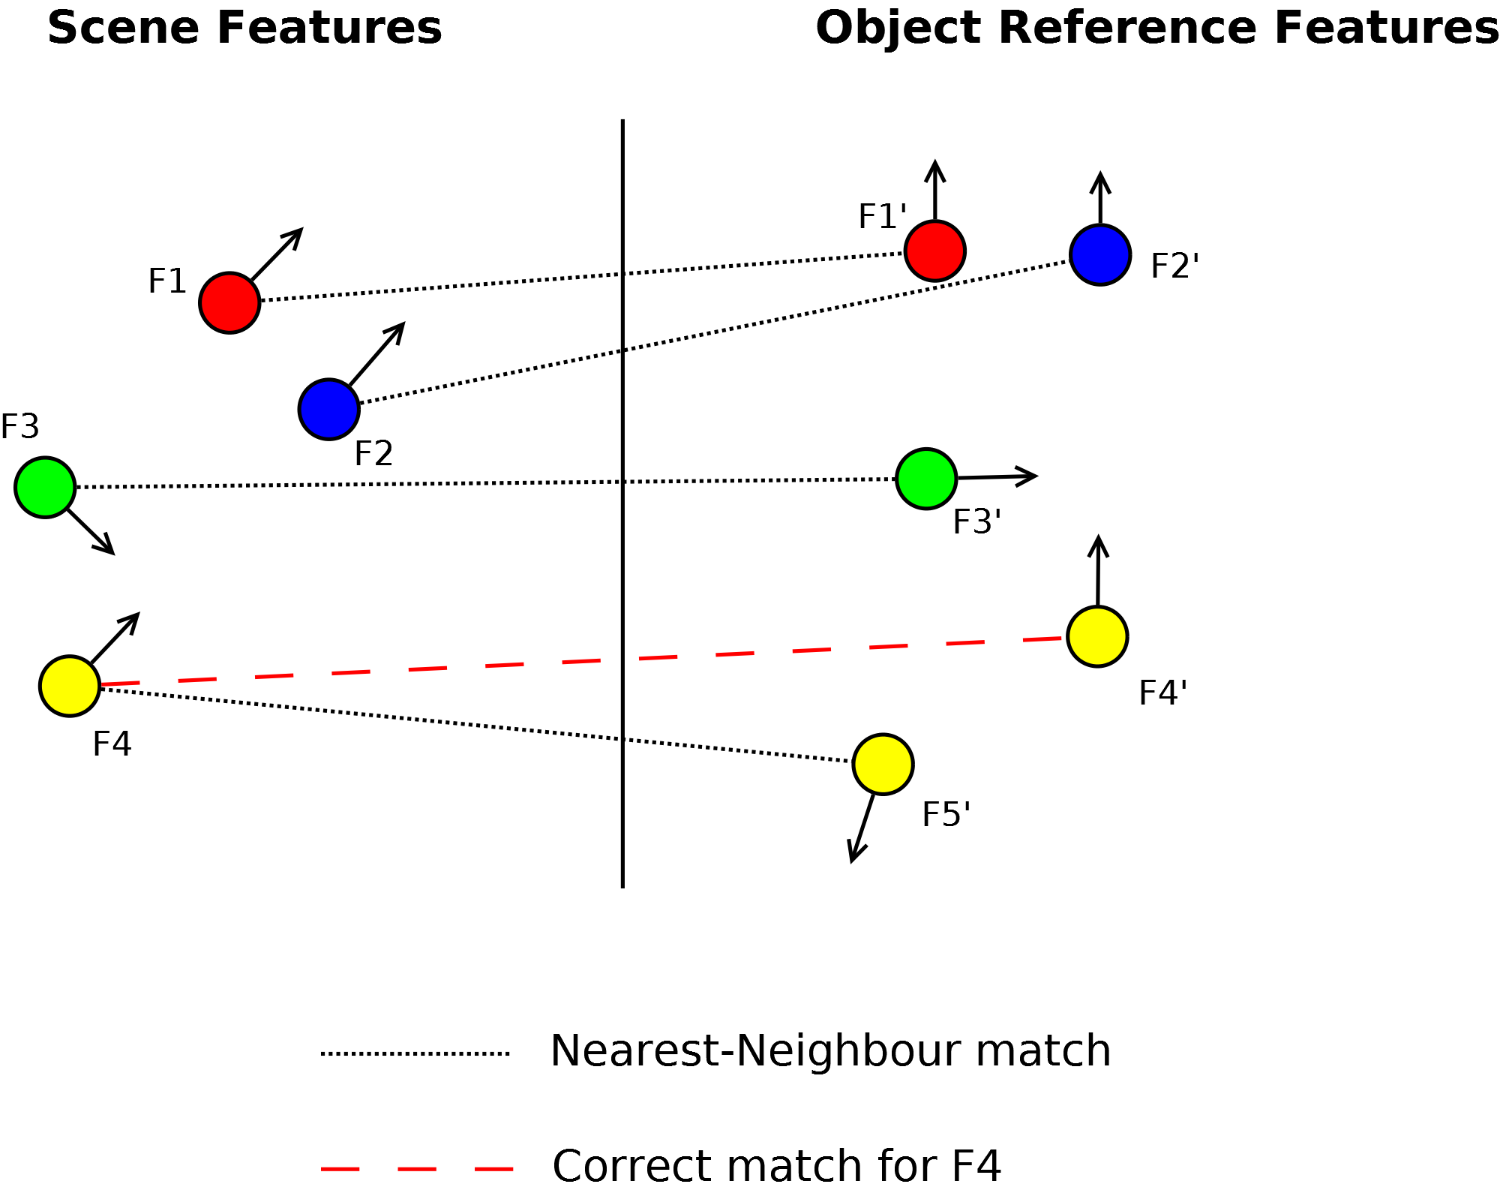 Scene Features
Object Reference Features
F1
F1'
F2'
F3
F2
F3'
F4
F4'
F5'
Nearest-Neighbour match
Correct match for F4